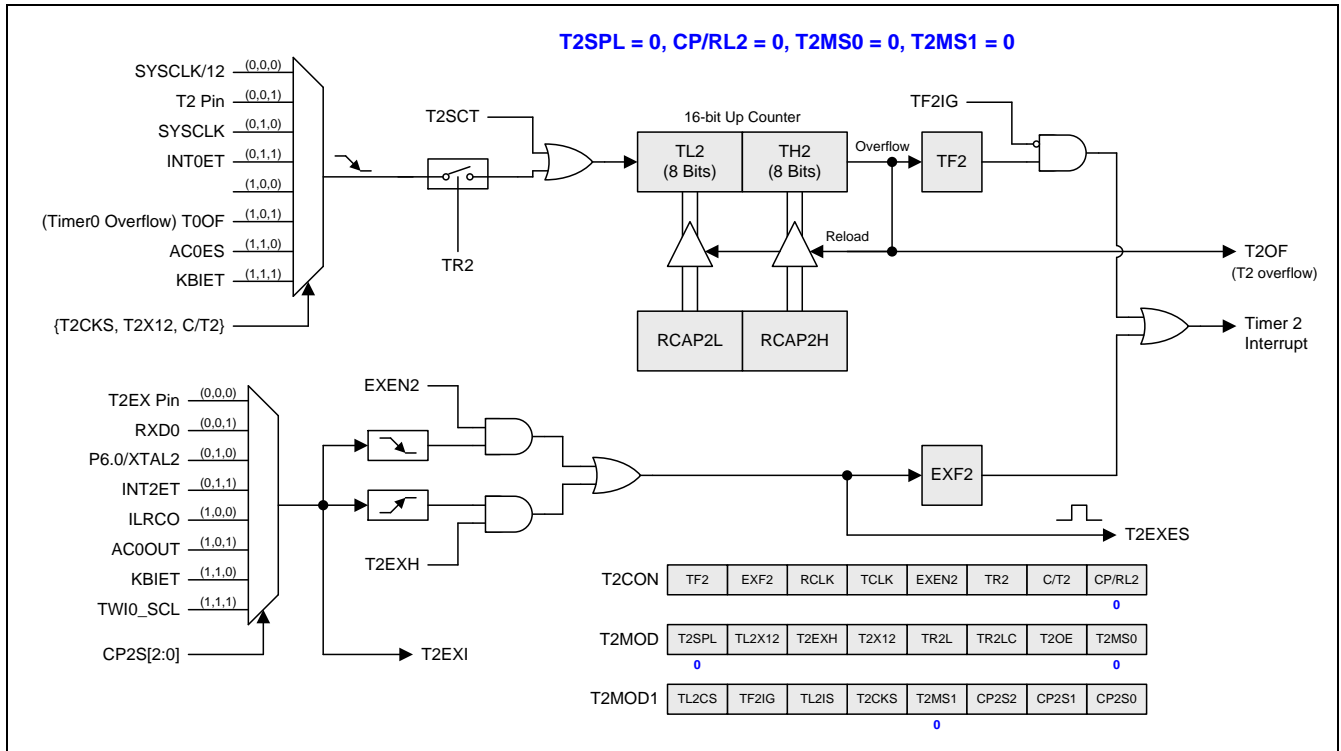 T2SPL = 0, CP/RL2 = 0, T2MS0 = 0, T2MS1 = 0
SYSCLK/12 (0,0,0)
T2 Pin (0,0,1)
SYSCLK (0,1,0)
INT0ET (0,1,1)
(1,0,0)
(Timer0 Overflow) T0OF (1,0,1)
AC0ES (1,1,0)
KBIET (1,1,1)
{T2CKS, T2X12, C/T2}
TR2
T2SCT
16-bit Up Counter
TL2
(8 Bits)
TH2
(8 Bits)
Overflow
TF2
TF2IG
Reload
T2OF
(T2 overflow)
RCAP2L
RCAP2H
Timer 2
Interrupt
T2EX Pin (0,0,0)
RXD0 (0,0,1)
P6.0/XTAL2 (0,1,0)
INT2ET (0,1,1)
ILRCO (1,0,0)
AC0OUT (1,0,1)
KBIET (1,1,0)
TWI0_SCL (1,1,1)
CP2S[2:0]
EXEN2
T2EXH
T2EXI
EXF2
T2EXES
T2CON TF2 EXF2 RCLK TCLK EXEN2 TR2 C/T2 CP/RL2
0
T2MOD T2SPL TL2X12 T2EXH T2X12 TR2L TR2LC T2OE T2MS0
0 0
T2MOD1 TL2CS TF2IG TL2IS T2CKS T2MS1 CP2S2 CP2S1 CP2S0
0